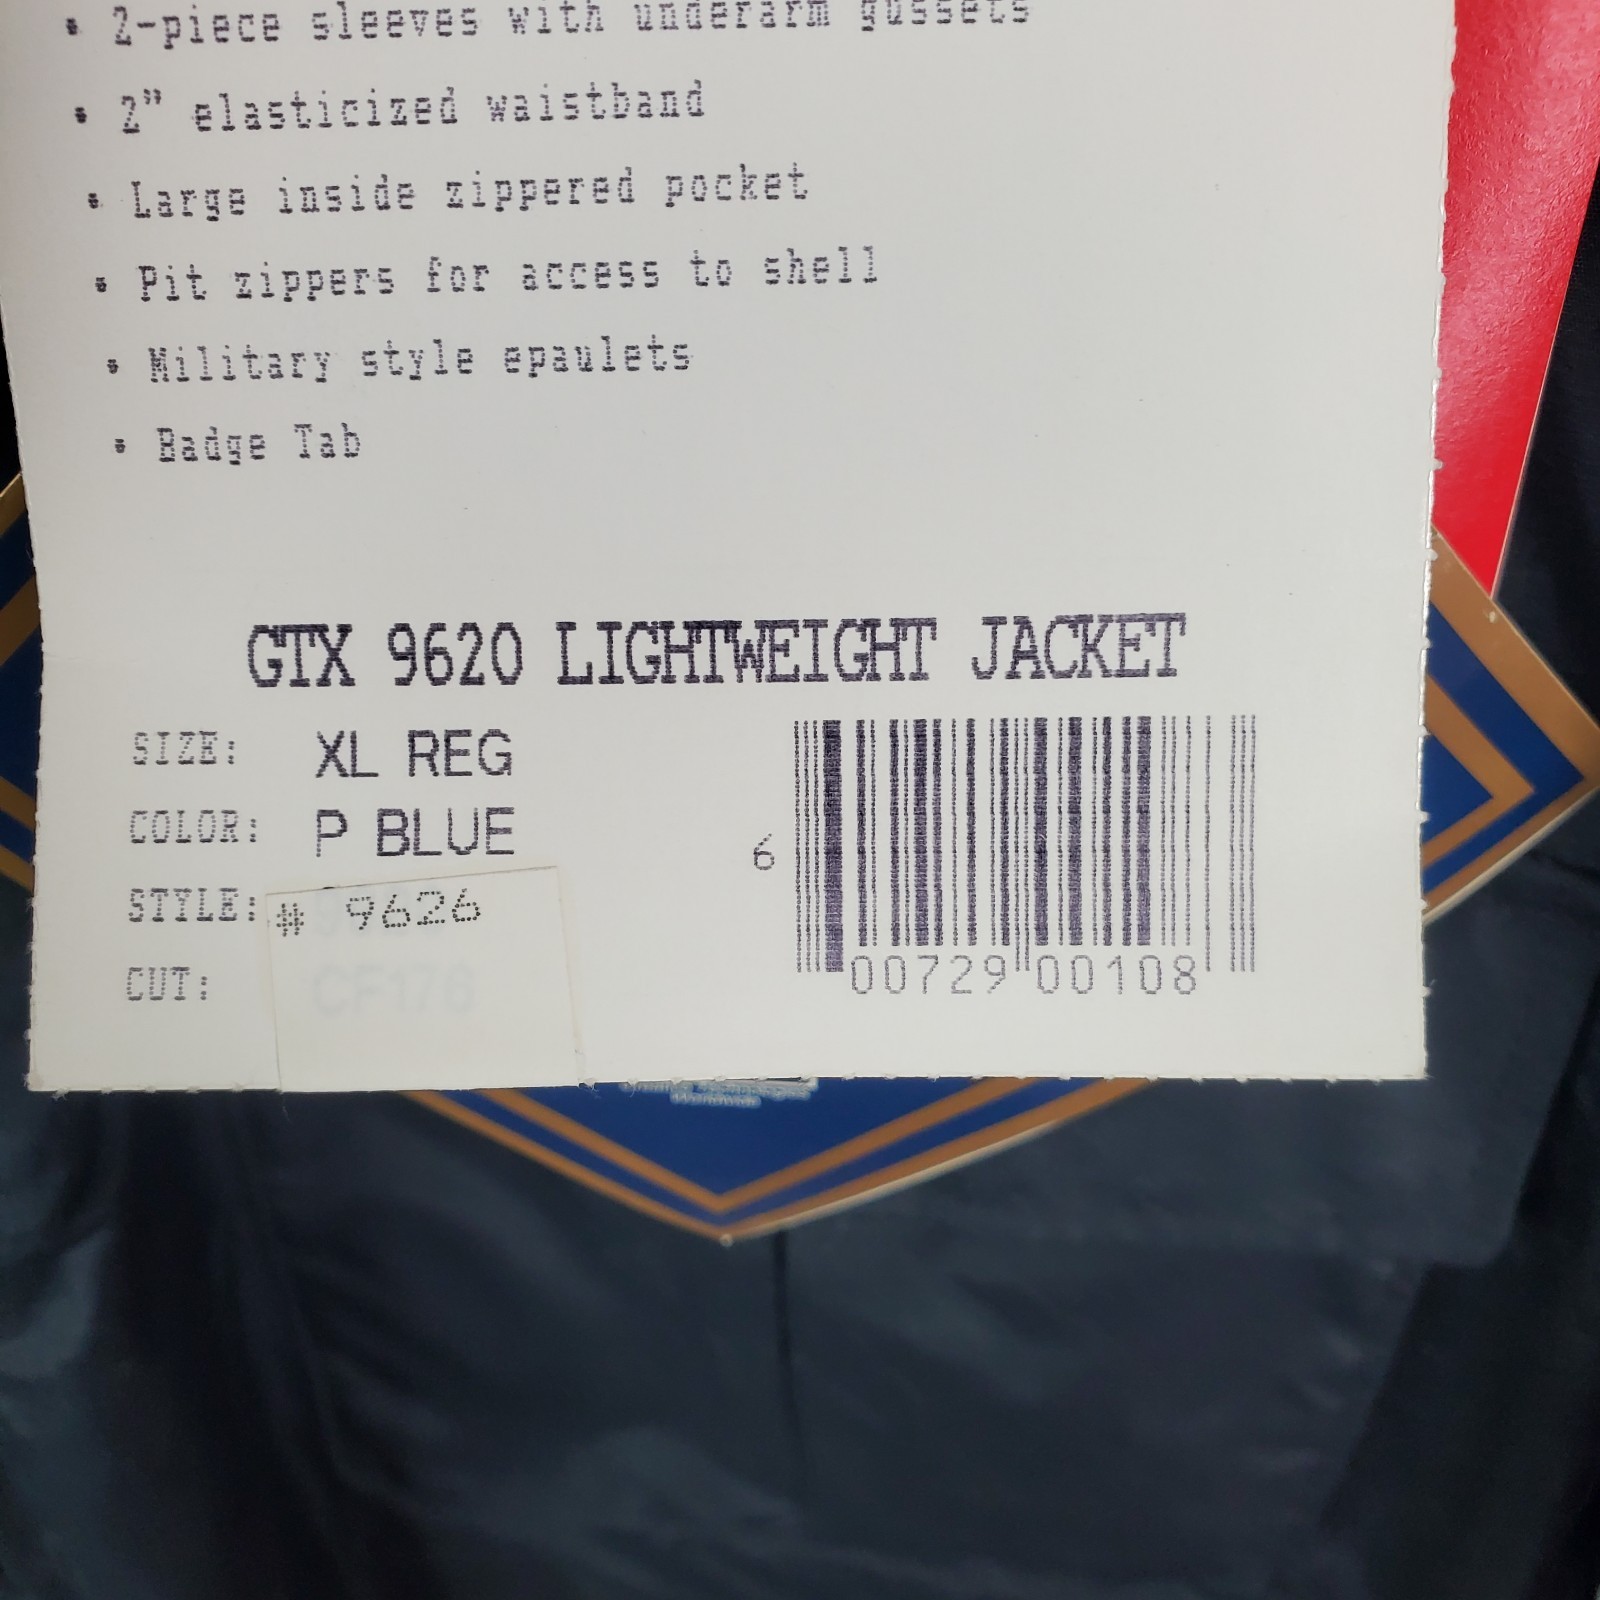 • 2-piece sleeves with underarm gussets
• 2" elasticized waistband
• Large inside zippered pocket
• Pit zippers for access to shell
• Military style epaulets
• Badge Tab
GTX 9620 LIGHTWEIGHT JACKET
SIZE: XL REG
COLOR: P BLUE
STYLE: # 9626
CUT: CF176
6 00729 00108